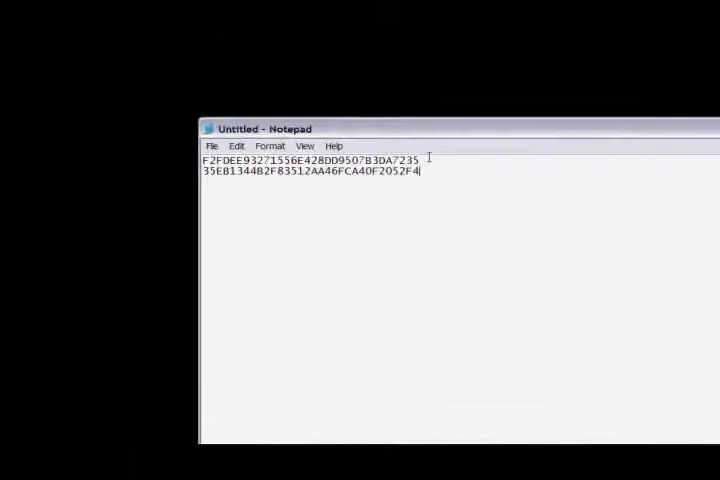 Untitled - Notepad
File Edit Format View Help
F2FDEE93271556E428DD9507B3DA7235
35EB1344B2F83512AA46FCA40F2052F4